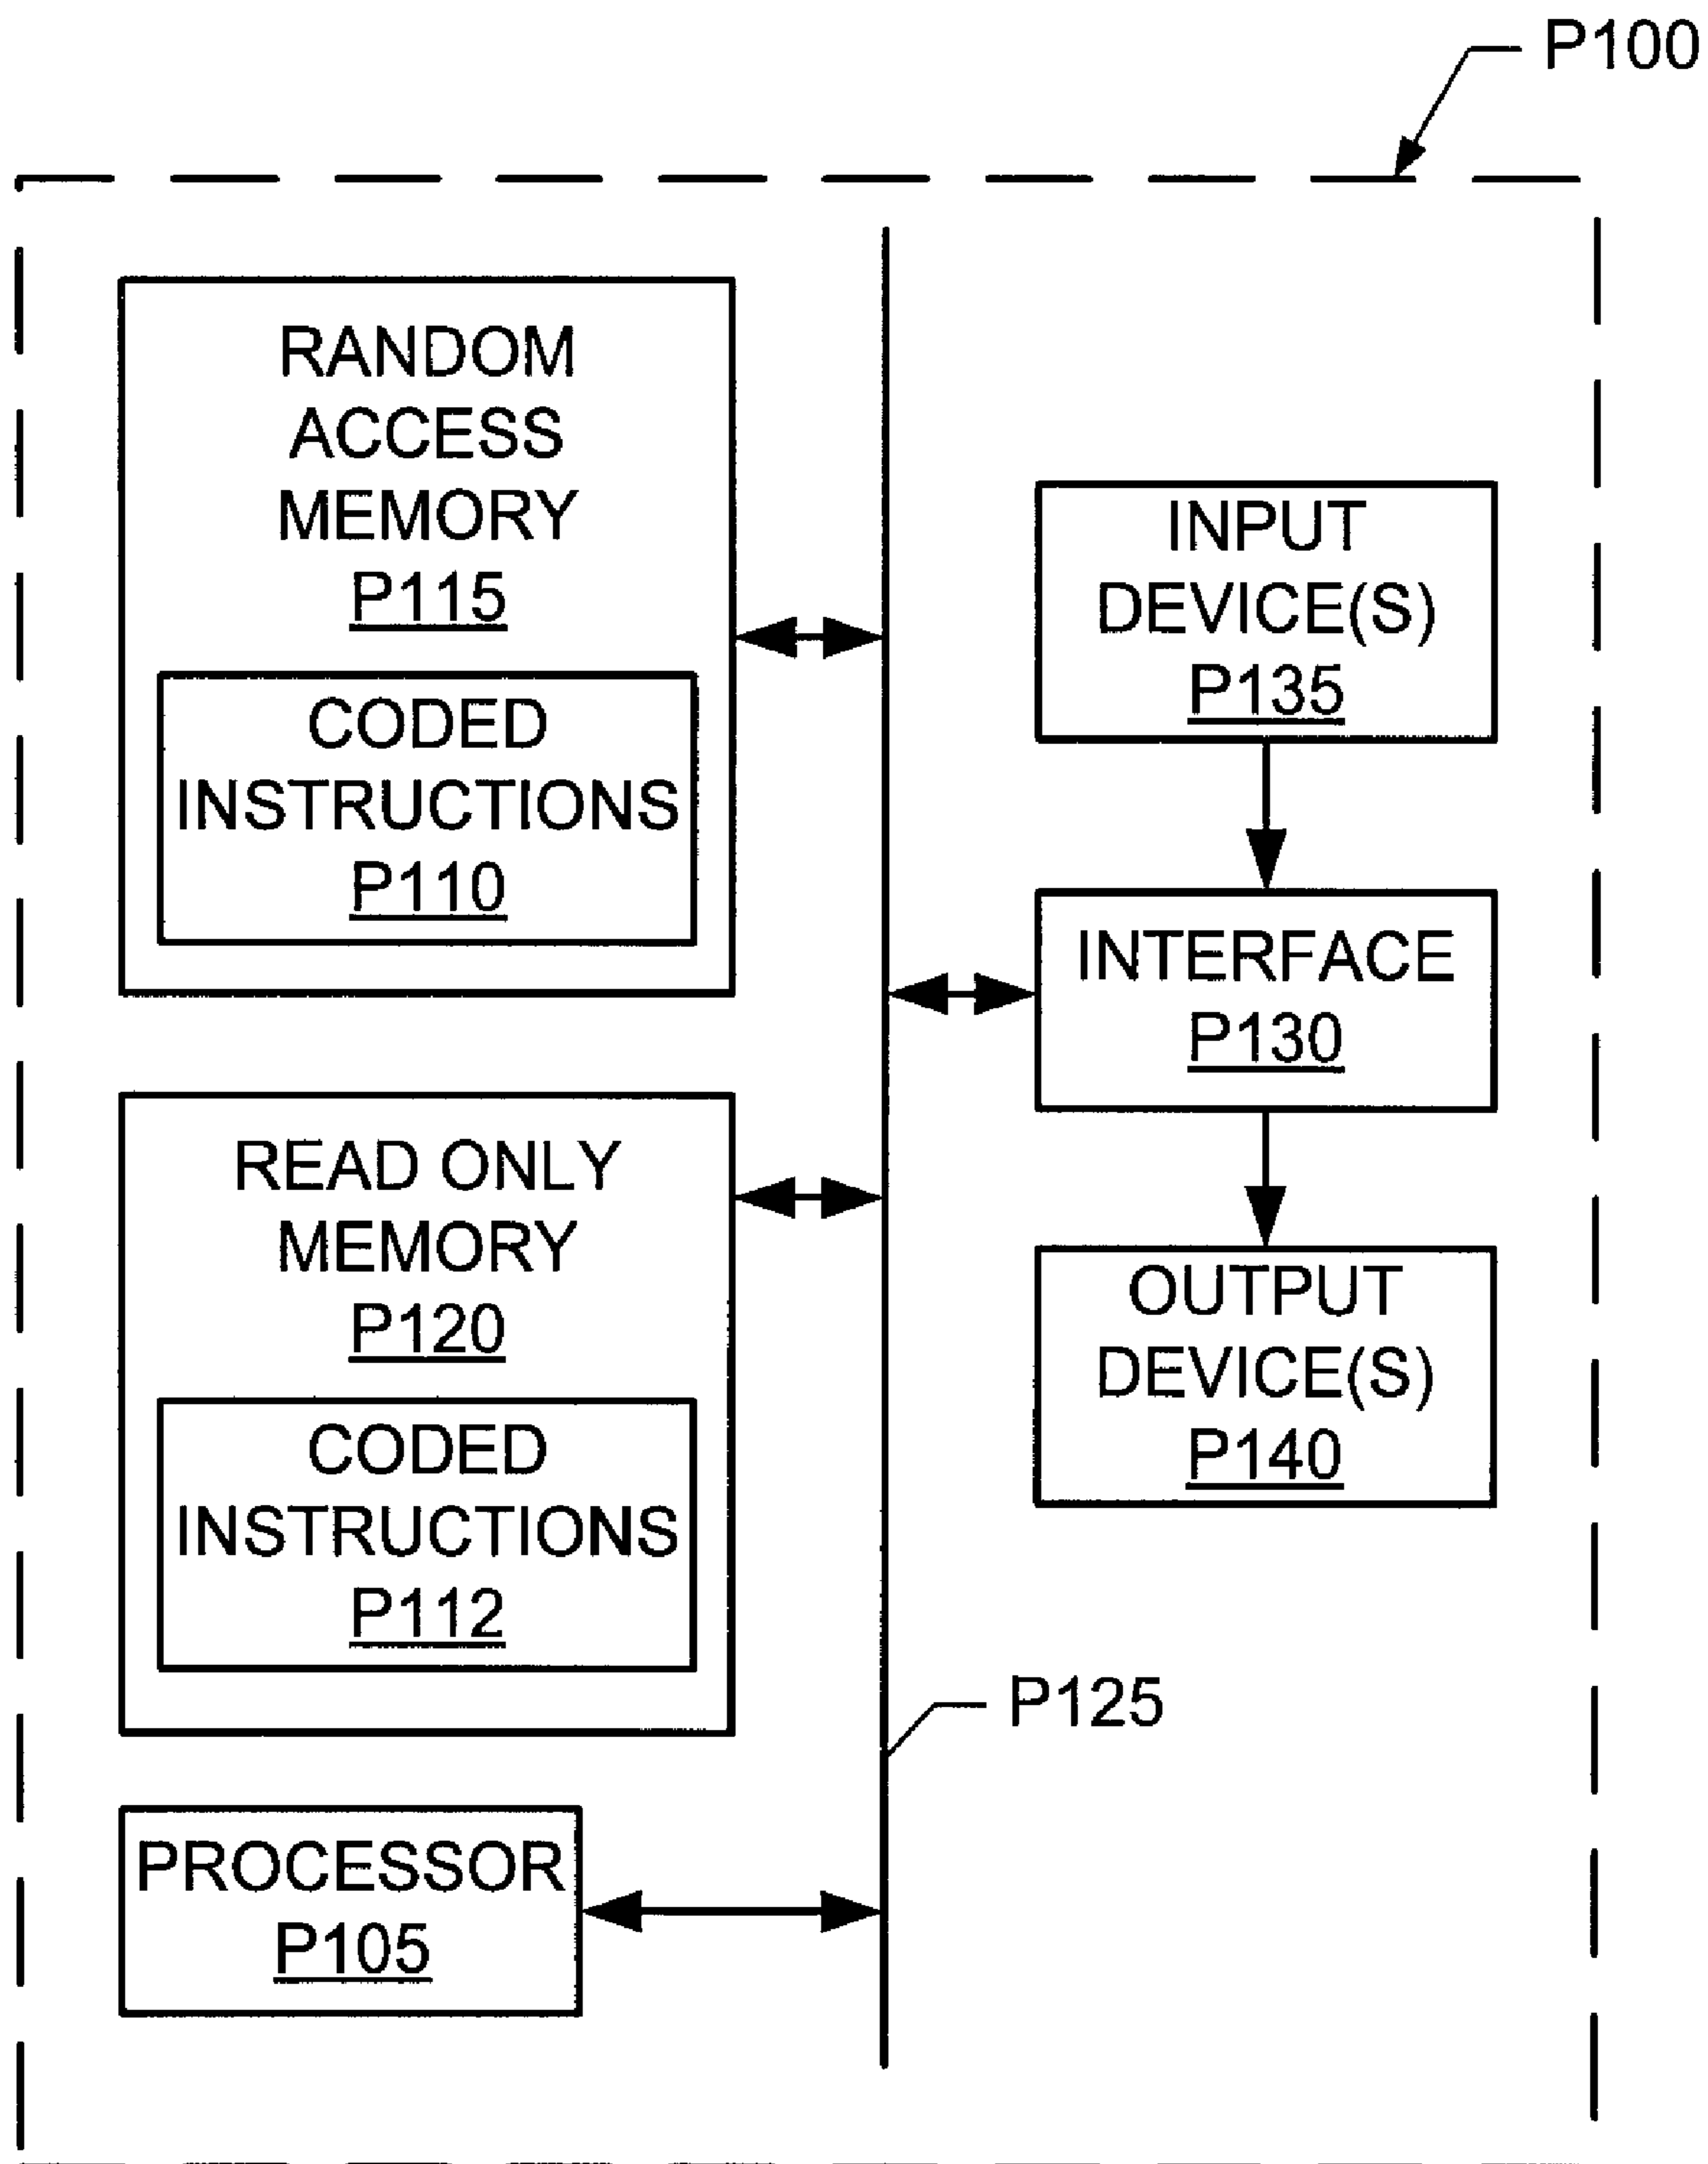 P100
RANDOM
ACCESS
MEMORY
P115
CODED
INSTRUCTIONS
P110
READ ONLY
MEMORY
P120
CODED
INSTRUCTIONS
P112
PROCESSOR
P105
INPUT
DEVICE(S)
P135
INTERFACE
P130
OUTPUT
DEVICE(S)
P140
P125